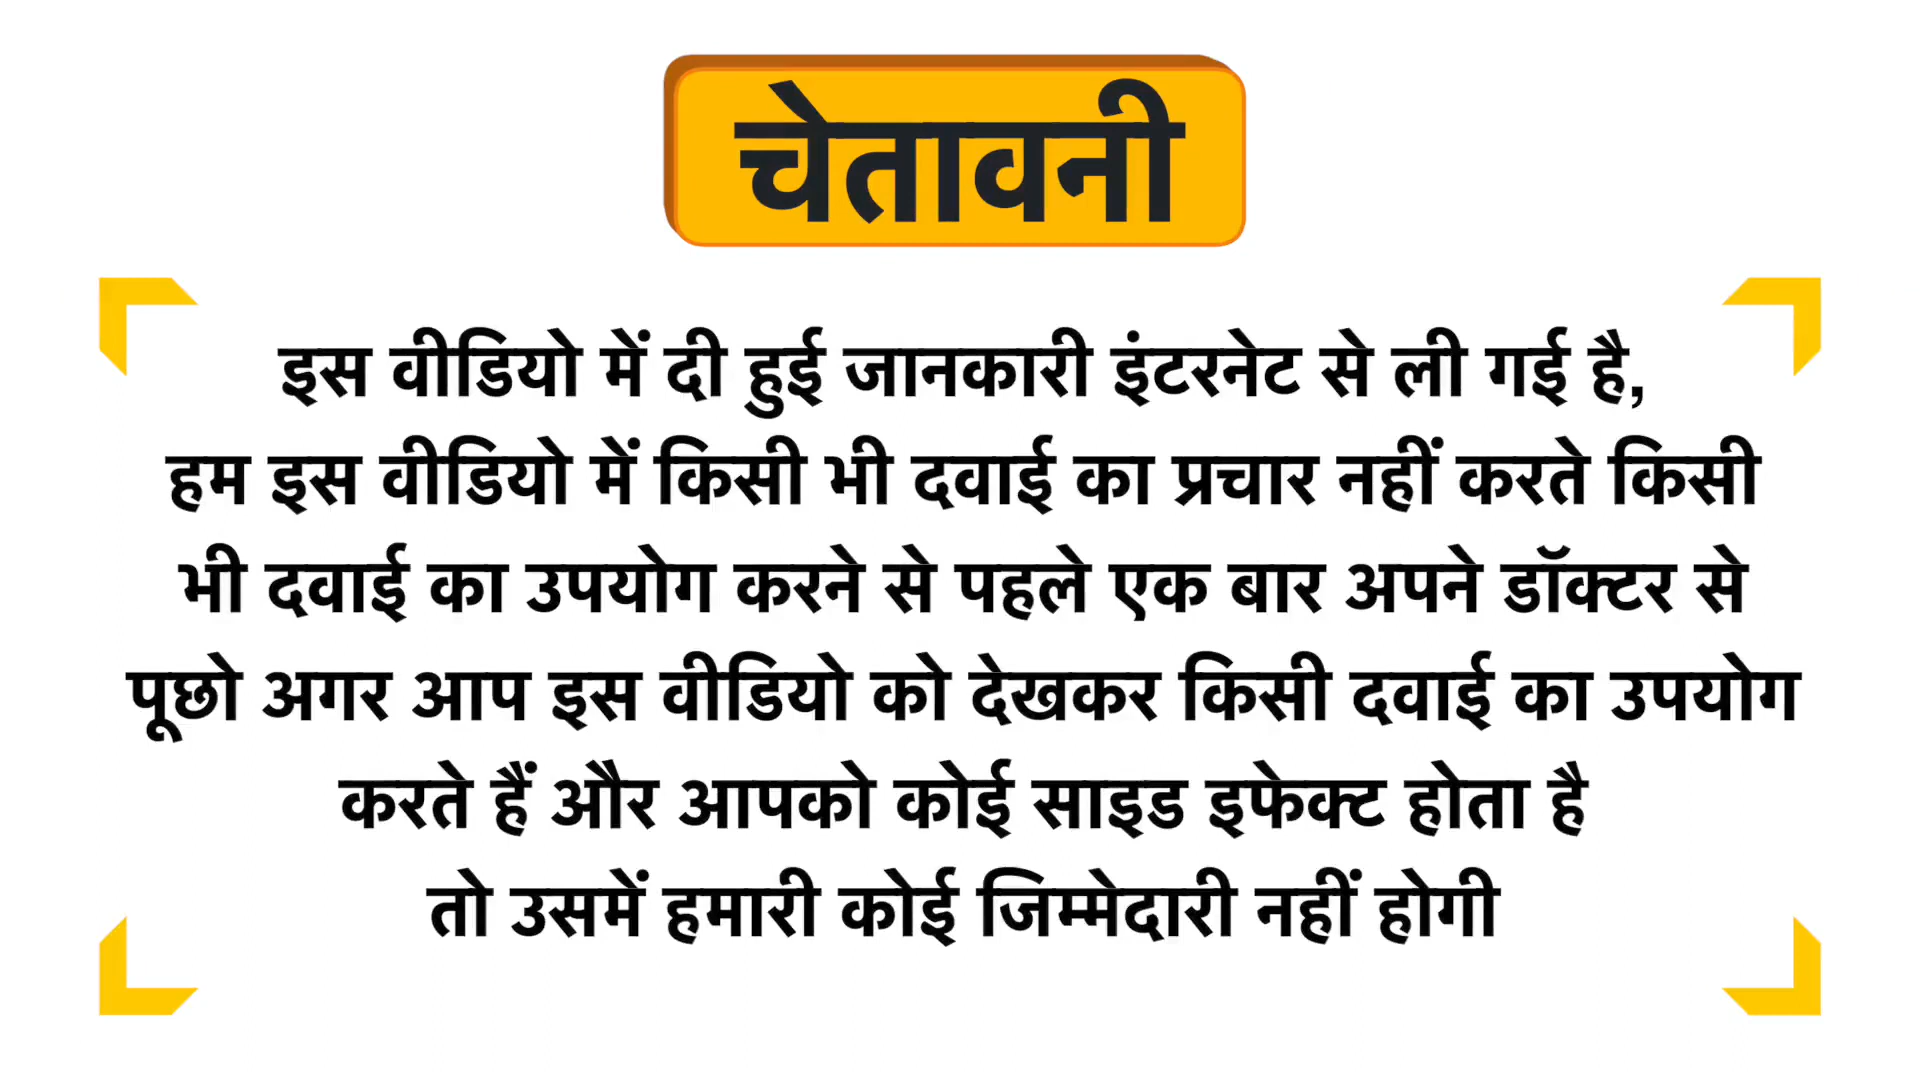 चेतावनी
इस वीडियो में दी हुई जानकारी इंटरनेट से ली गई है,
हम इस वीडियो में किसी भी दवाई का प्रचार नहीं करते किसी
भी दवाई का उपयोग करने से पहले एक बार अपने डॉक्टर से
पूछो अगर आप इस वीडियो को देखकर किसी दवाई का उपयोग
करते हैं और आपको कोई साइड इफेक्ट होता है
तो उसमें हमारी कोई जिम्मेदारी नहीं होगी